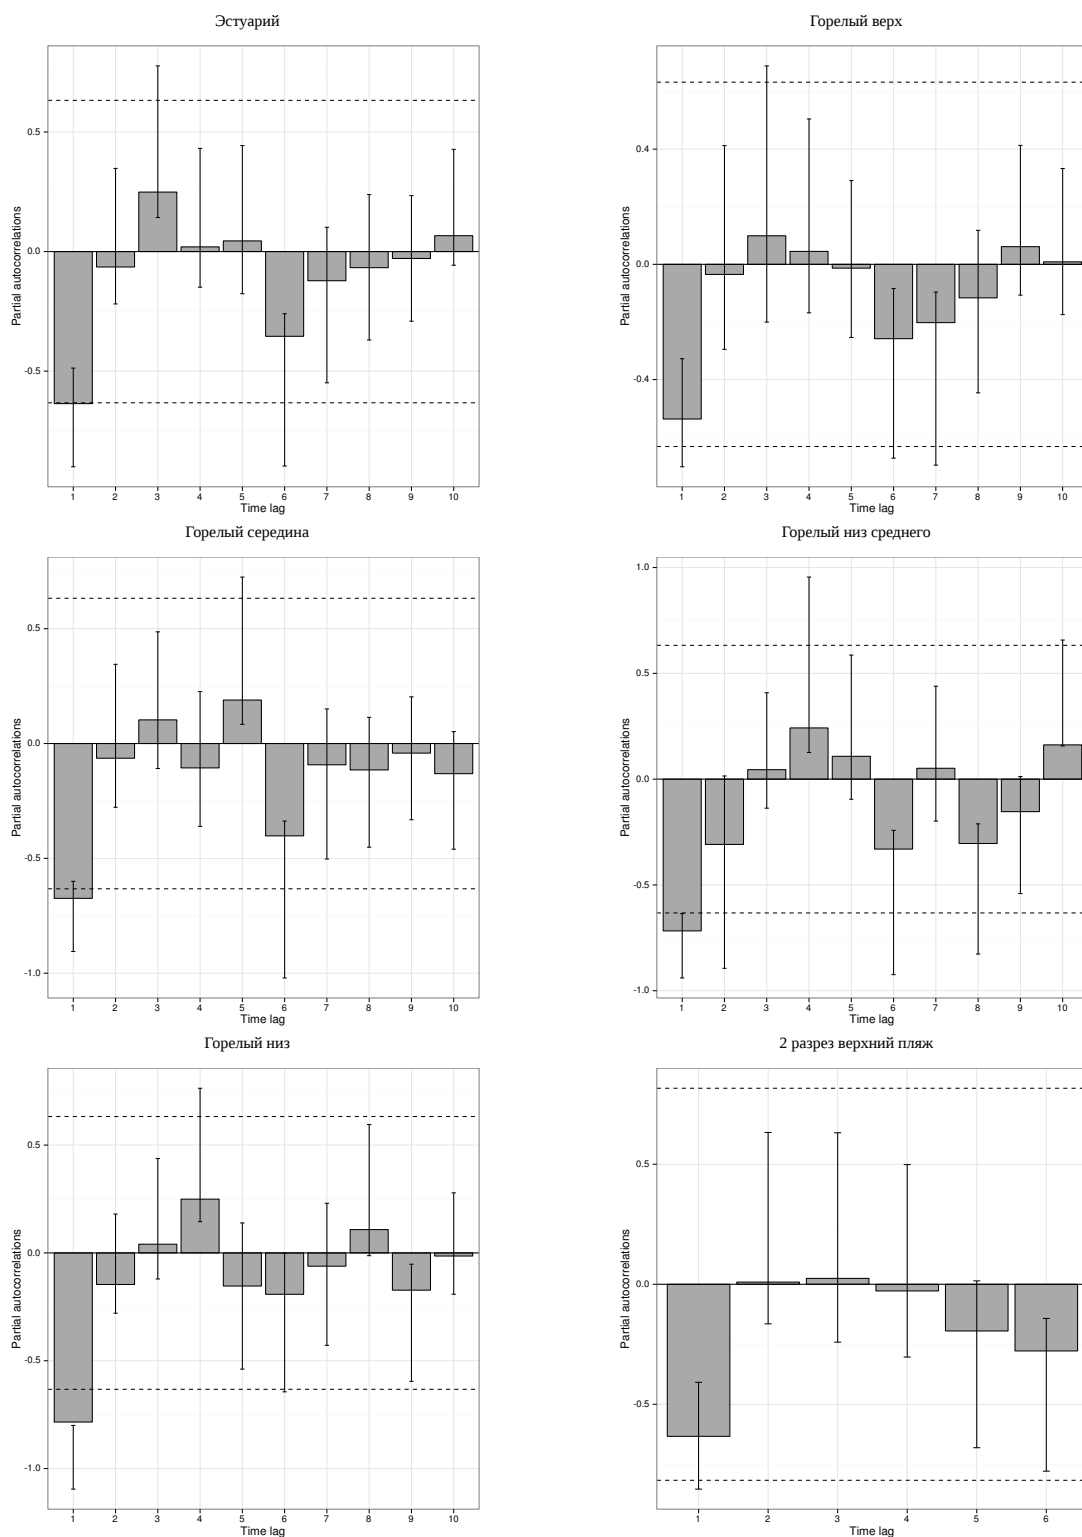 Эстуарий
0.5
0.0
-0.5
Partial autocorrelations
1 2 3 4 5 6 7 8 9 10
Time lag
Горелый верх
0.4
0.0
-0.4
Partial autocorrelations
1 2 3 4 5 6 7 8 9 10
Time lag
Горелый середина
0.5
0.0
-0.5
-1.0
Partial autocorrelations
1 2 3 4 5 6 7 8 9 10
Time lag
Горелый низ среднего
1.0
0.5
0.0
-0.5
-1.0
Partial autocorrelations
1 2 3 4 5 6 7 8 9 10
Time lag
Горелый низ
0.5
0.0
-0.5
-1.0
Partial autocorrelations
1 2 3 4 5 6 7 8 9 10
Time lag
2 разрез верхний пляж
0.5
0.0
-0.5
Partial autocorrelations
1 2 3 4 5 6
Time lag